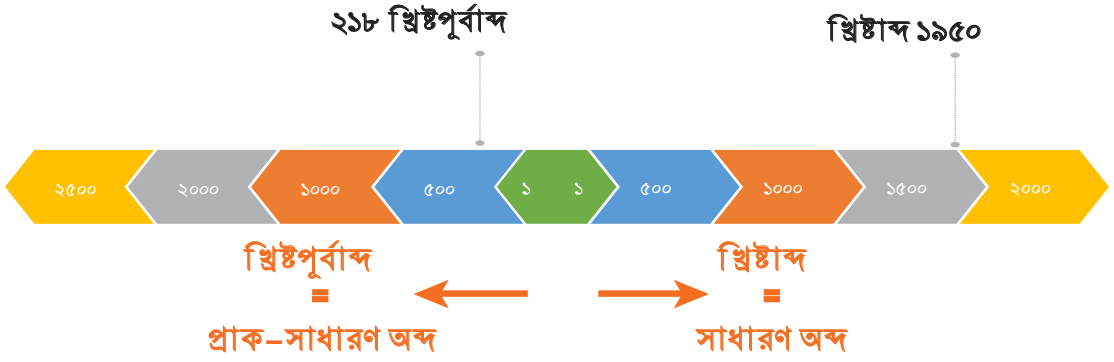 ২১৮ খ্রিষ্টপূর্বাব্দ
খ্রিষ্টাব্দ ১৯৫০
২৫০০ ২০০০ ১০০০ ৫০০ ১ ১ ৫০০ ১০০০ ১৫০০ ২০০০
খ্রিষ্টপূর্বাব্দ খ্রিষ্টাব্দ
= =
প্রাক–সাধারণ অব্দ সাধারণ অব্দ